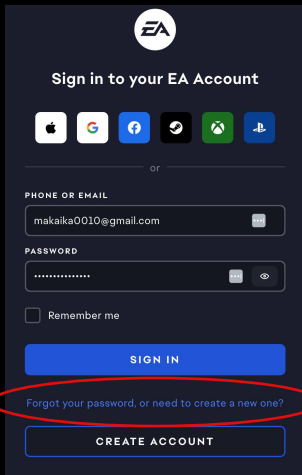 EA
Sign in to your EA Account
or
PHONE OR EMAIL
makaika0010@gmail.com
PASSWORD
•••••••••••••••
Remember me
SIGN IN
Forgot your password, or need to create a new one?
CREATE ACCOUNT